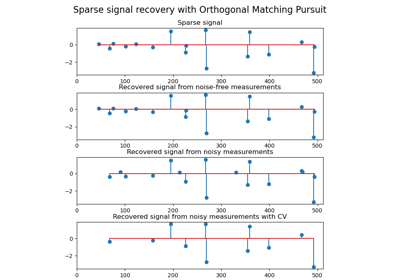 Sparse signal recovery with Orthogonal Matching Pursuit
Sparse signal
0
−2
0 100 200 300 400 500
Recovered signal from noise-free measurements
0
−2
0 100 200 300 400 500
Recovered signal from noisy measurements
0
−2
0 100 200 300 400 500
Recovered signal from noisy measurements with CV
0
−2
0 100 200 300 400 500